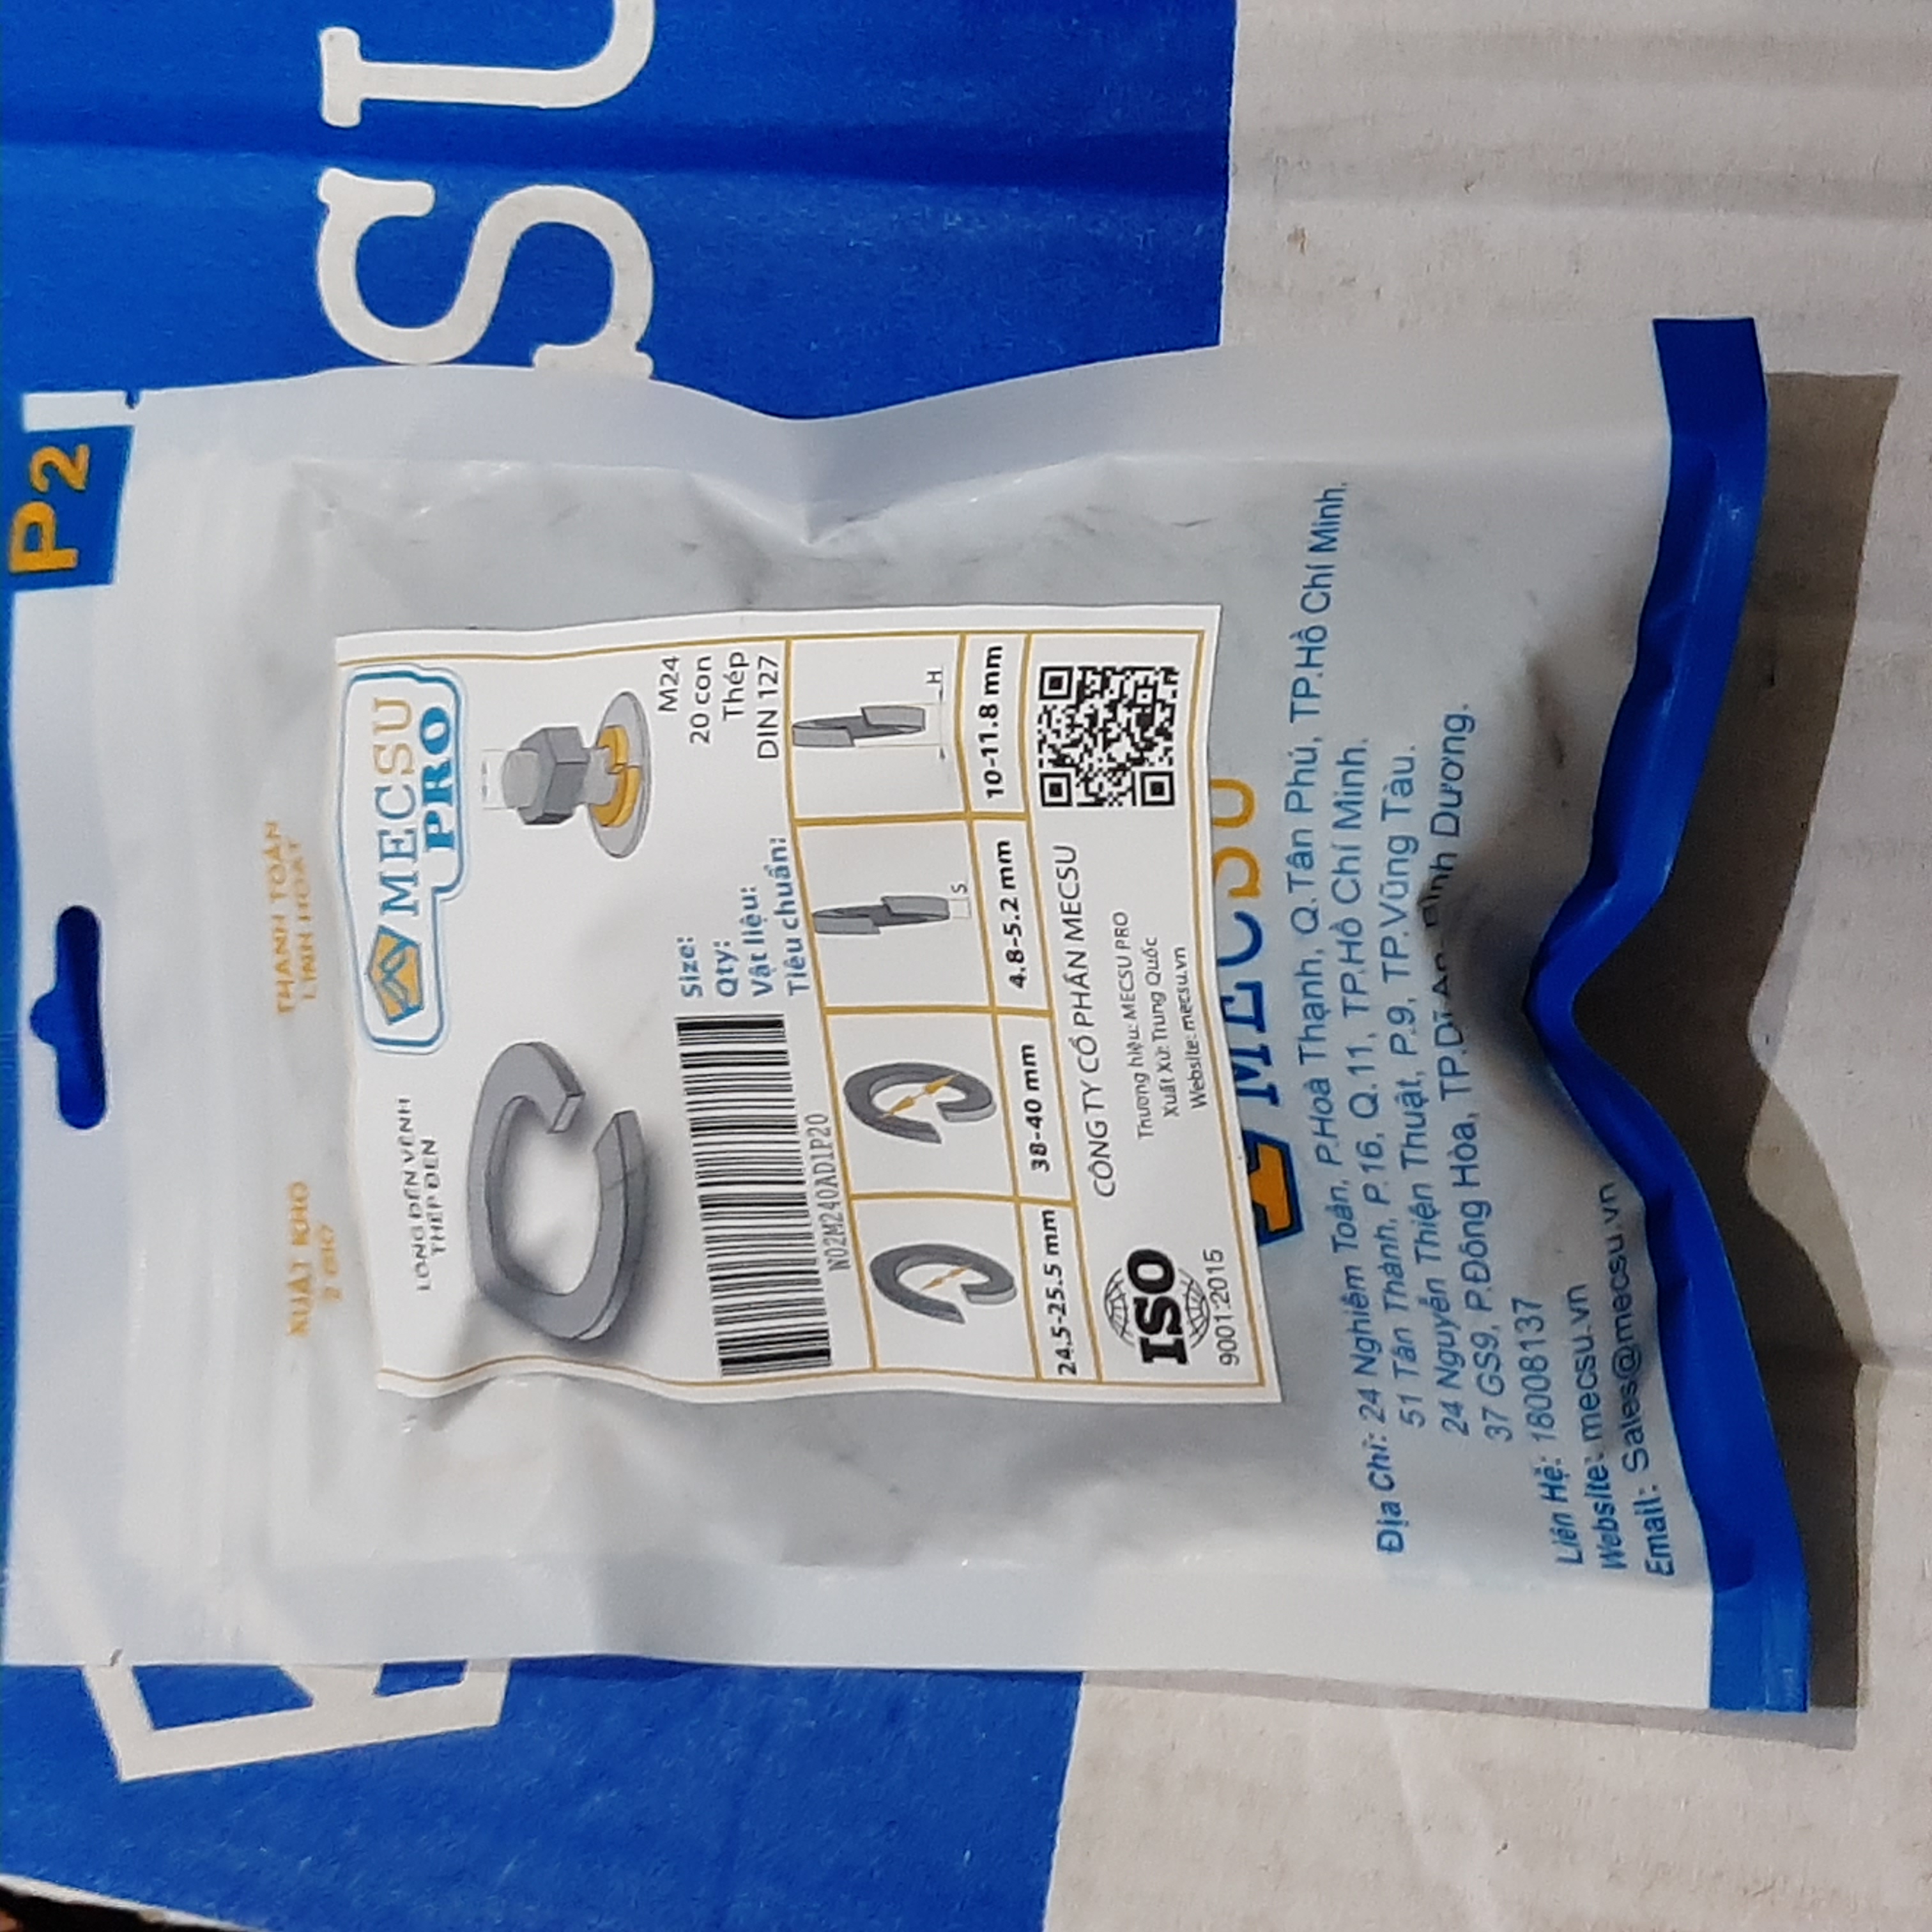 SU
P2
XUẤT KHO
2 GIỜ
THANH TOÁN
LINH HOẠT
LONG ĐỀN VÊNH
THÉP ĐEN
MECSU
PRO
N02M240AD1P20
Size: M24
Qty: 20 con
Vật liệu: Thép
Tiêu chuẩn: DIN 127
S
H
24.5-25.5 mm
38-40 mm
4.8-5.2 mm
10-11.8 mm
ISO
9001:2015
CÔNG TY CỔ PHẦN MECSU
Thương hiệu: MECSU PRO
Xuất Xứ: Trung Quốc
Website: mecsu.vn
MECSU
Địa Chỉ: 24 Nghiêm Toản, P.Hoà Thạnh, Q.Tân Phú, TP.Hồ Chí Minh.
51 Tân Thành, P.16, Q.11, TP.Hồ Chí Minh.
24 Nguyễn Thiện Thuật, P.9, TP.Vũng Tàu.
37 GS9, P.Đông Hòa, TP.Dĩ An, Bình Dương.
Liên Hệ: 18008137
Website: mecsu.vn
Email: Sales@mecsu.vn